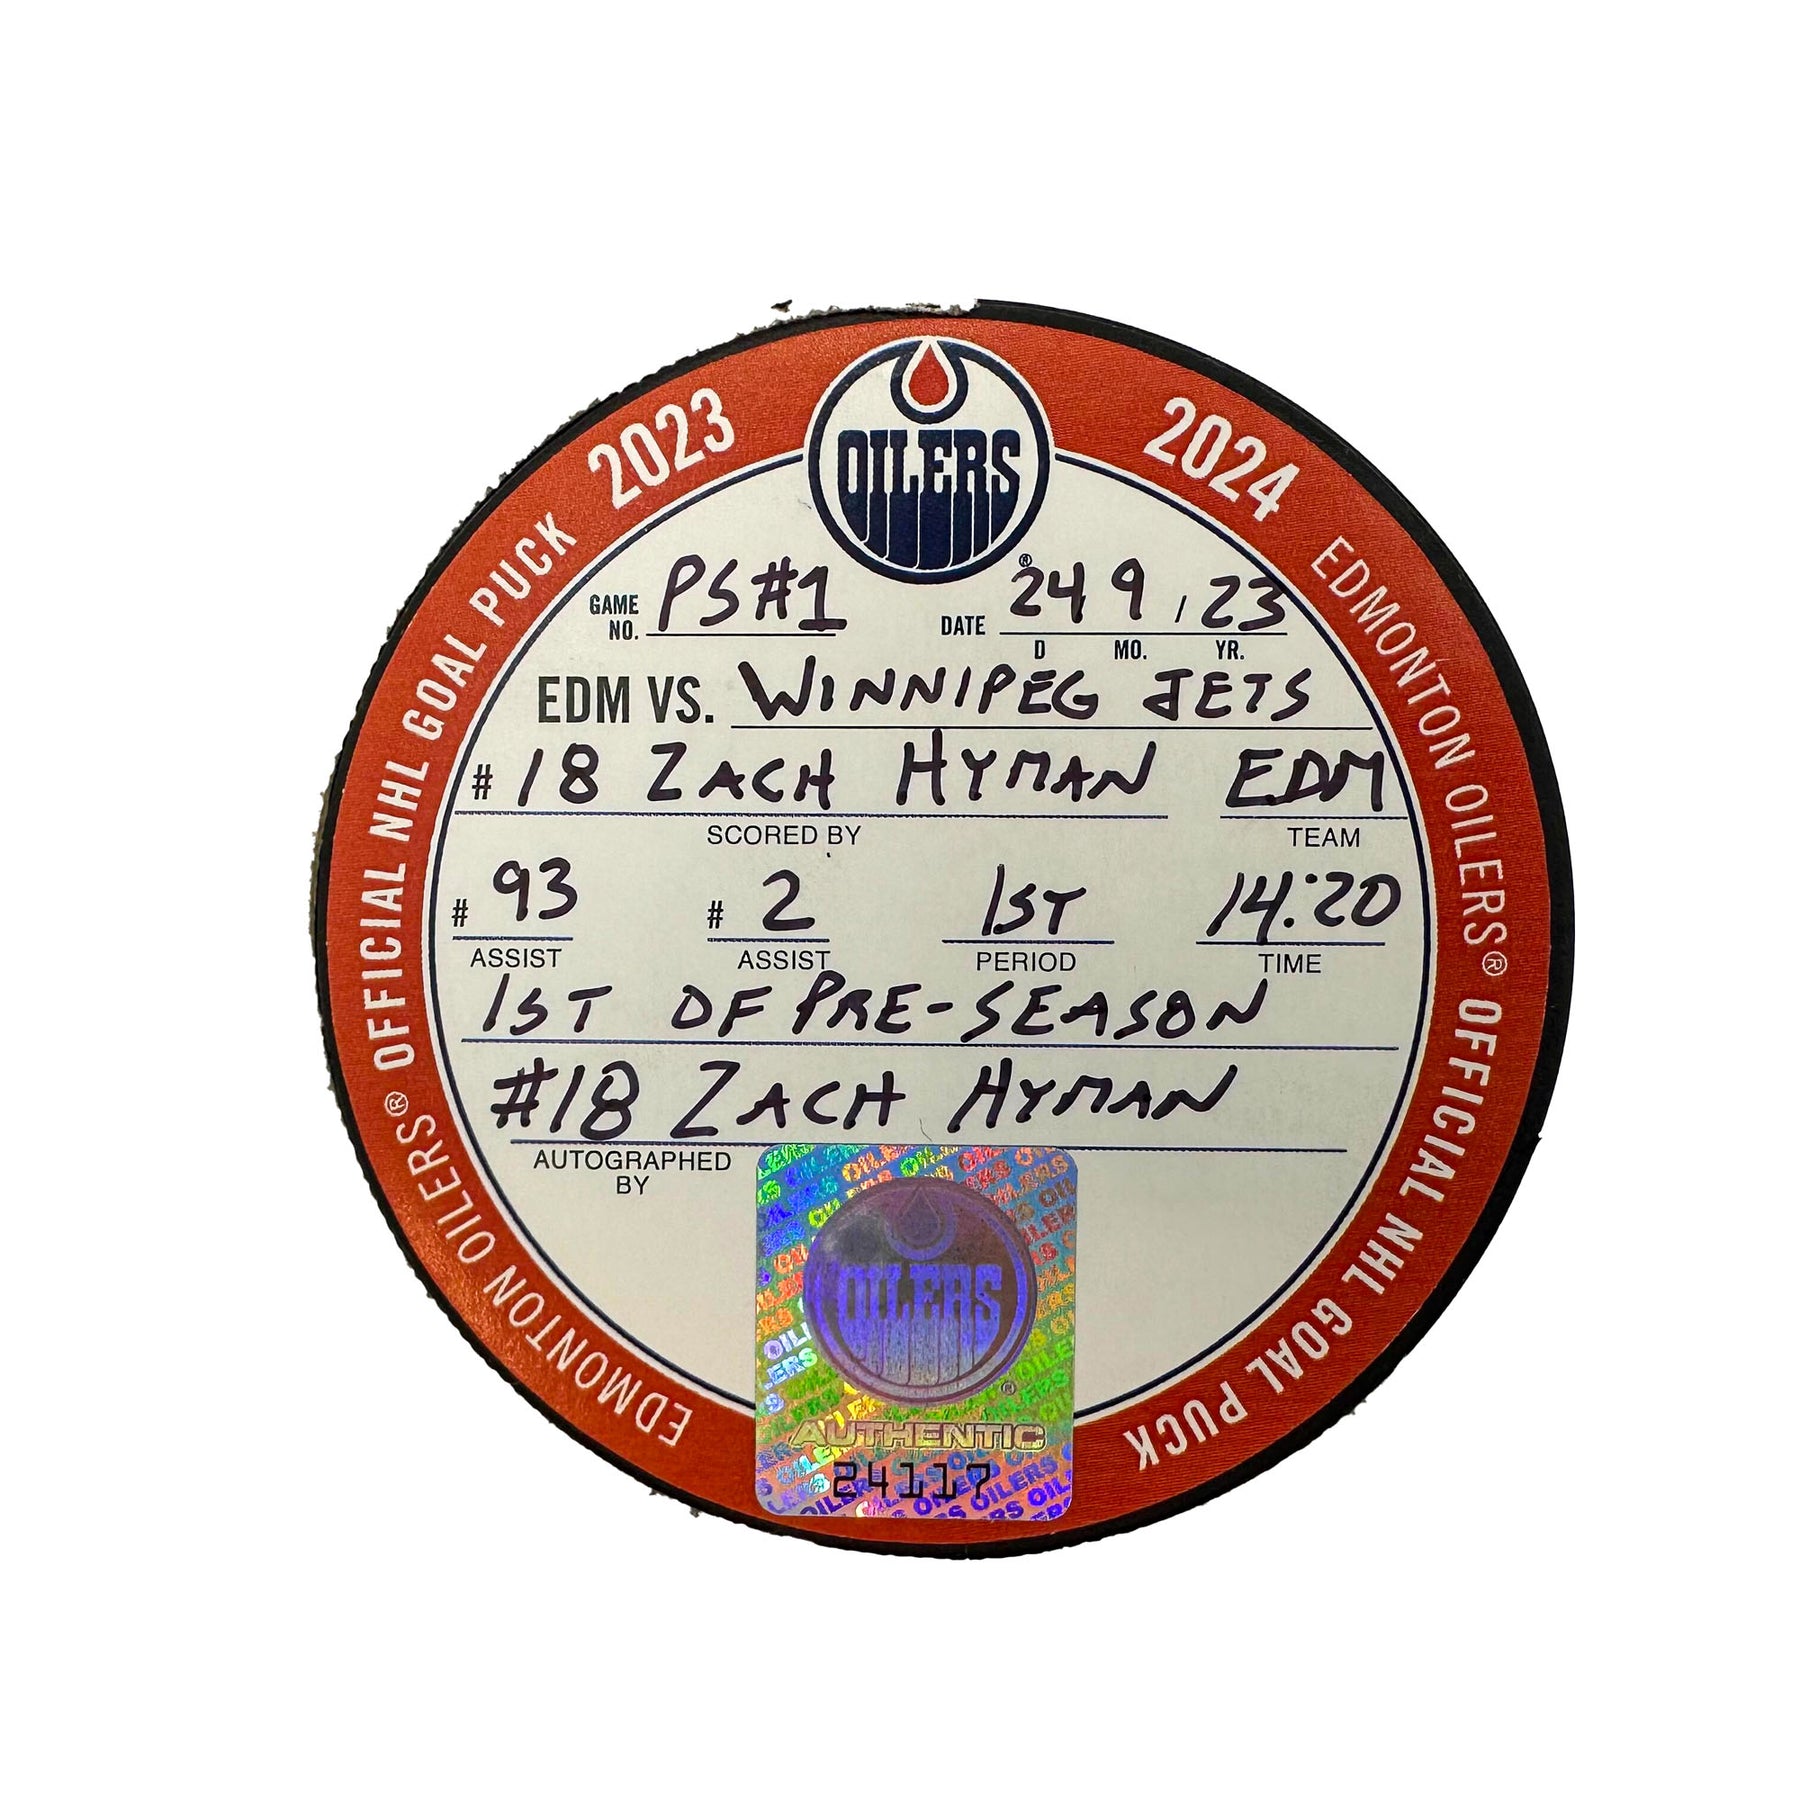 2023 2024
OILERS
EDMONTON OILERS® OFFICIAL NHL GOAL PUCK
EDMONTON OILERS® OFFICIAL NHL GOAL PUCK
GAME NO. PS#1 DATE 24 9 / 23
D MO. YR.
EDM VS. WINNIPEG JETS
# 18 ZACH HYMAN EDM
SCORED BY TEAM
# 93 # 2 1ST 14:20
ASSIST ASSIST PERIOD TIME
1ST OF PRE-SEASON
#18 ZACH HYMAN
AUTOGRAPHED BY
OILERS
AUTHENTIC
24117